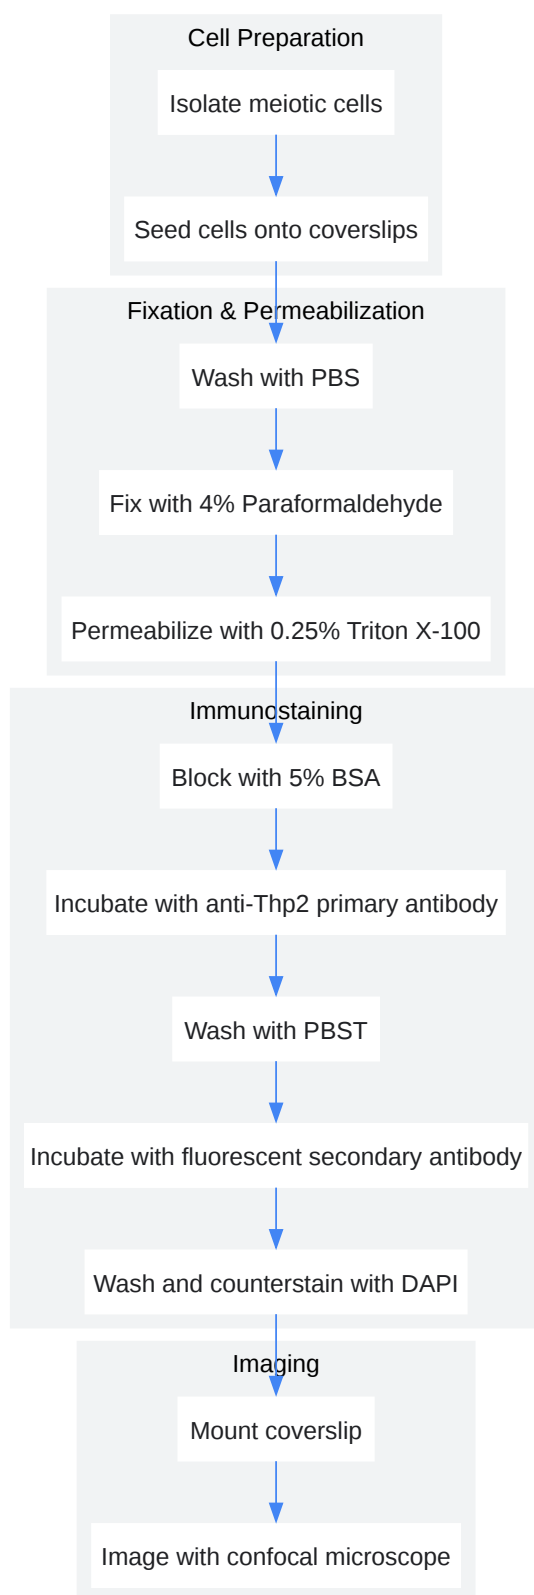 Cell Preparation
Isolate meiotic cells
Seed cells onto coverslips
Fixation & Permeabilization
Wash with PBS
Fix with 4% Paraformaldehyde
Permeabilize with 0.25% Triton X-100
Immunostaining
Block with 5% BSA
Incubate with anti-Thp2 primary antibody
Wash with PBST
Incubate with fluorescent secondary antibody
Wash and counterstain with DAPI
Imaging
Mount coverslip
Image with confocal microscope